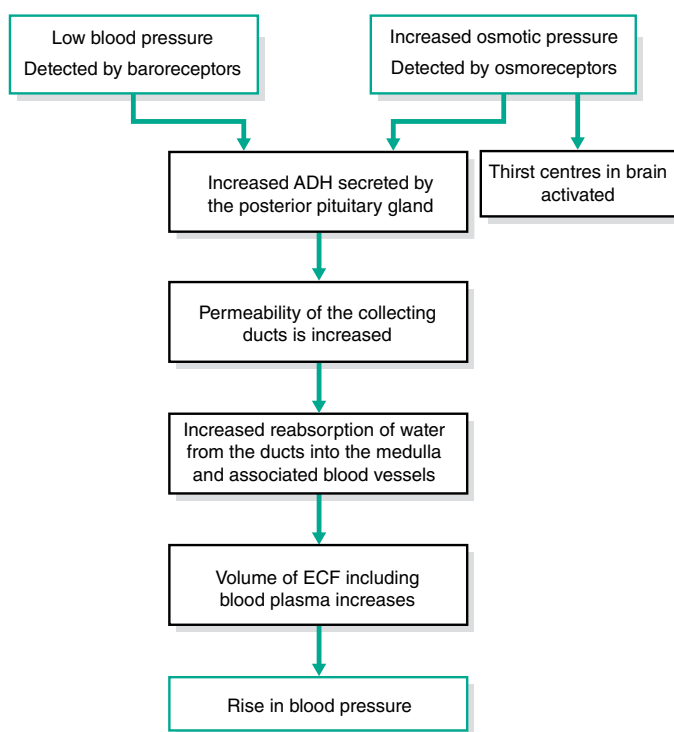 Low blood pressure
Detected by baroreceptors
Increased osmotic pressure
Detected by osmoreceptors
Increased ADH secreted by
the posterior pituitary gland
Thirst centres in brain
activated
Permeability of the collecting
ducts is increased
Increased reabsorption of water
from the ducts into the medulla
and associated blood vessels
Volume of ECF including
blood plasma increases
Rise in blood pressure